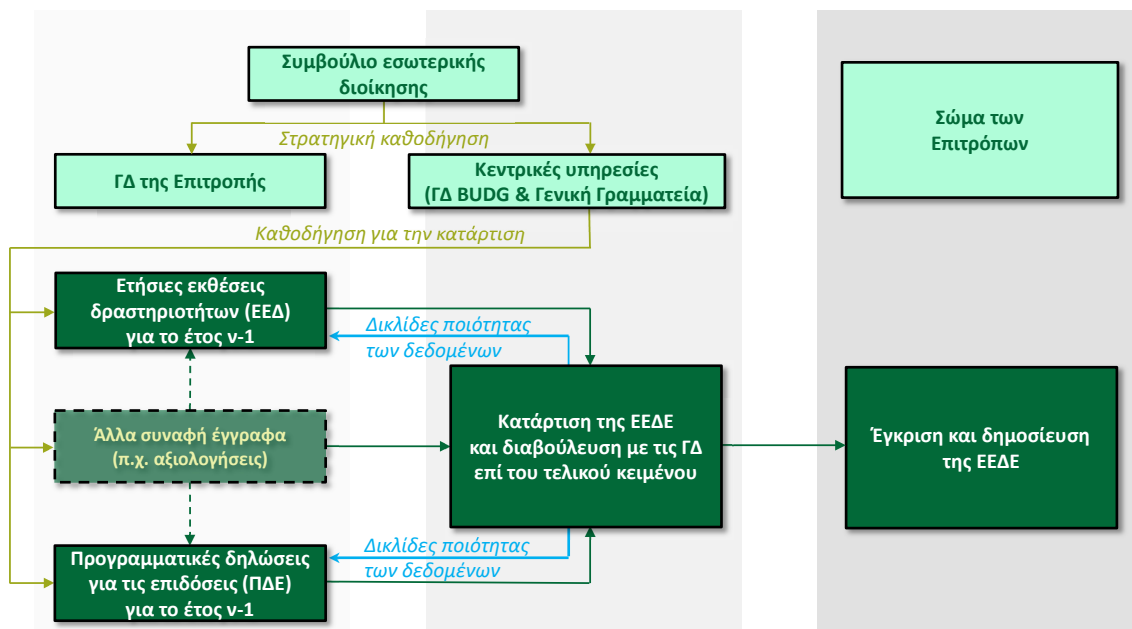 Συμβούλιο εσωτερικής
διοίκησης
Σώμα των
Επιτρόπων
Στρατηγική καθοδήγηση
ΓΔ της Επιτροπής
Κεντρικές υπηρεσίες
(ΓΔ BUDG & Γενική Γραμματεία)
Καθοδήγηση για την κατάρτιση
Ετήσιες εκθέσεις
δραστηριοτήτων (ΕΕΔ)
για το έτος ν-1
Δικλίδες ποιότητας
των δεδομένων
Άλλα συναφή έγγραφα
(π.χ. αξιολογήσεις)
Κατάρτιση της ΕΕΔΕ
και διαβούλευση με τις ΓΔ
επί του τελικού κειμένου
Έγκριση και δημοσίευση
της ΕΕΔΕ
Δικλίδες ποιότητας
των δεδομένων
Προγραμματικές δηλώσεις
για τις επιδόσεις (ΠΔΕ)
για το έτος ν-1